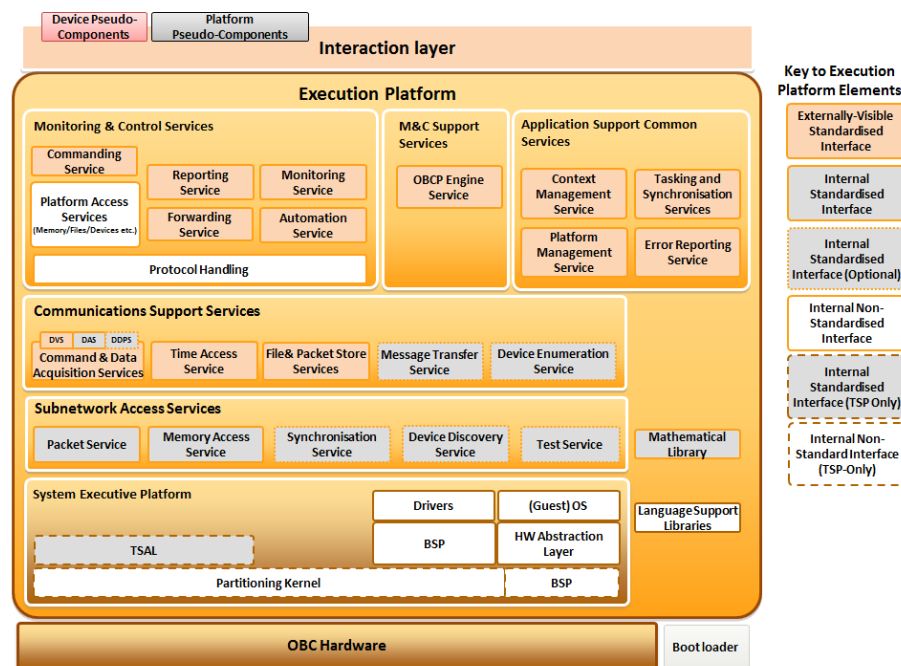 Device Pseudo-
Components
Platform
Pseudo-Components
Interaction layer
Execution Platform
Monitoring & Control Services
Commanding
Service
Platform Access
Services
(Memory/Files/Devices etc.)
Reporting
Service
Monitoring
Service
Forwarding
Service
Automation
Service
Protocol Handling
M&C Support
Services
OBCP Engine
Service
Application Support Common
Services
Context
Management
Service
Tasking and
Synchronisation
Services
Platform
Management
Service
Error Reporting
Service
Communications Support Services
DVS
DAS
DDPS
Command & Data
Acquisition Services
Time Access
Service
File& Packet Store
Services
Message Transfer
Service
Device Enumeration
Service
Subnetwork Access Services
Packet Service
Memory Access
Service
Synchronisation
Service
Device Discovery
Service
Test Service
Mathematical
Library
System Executive Platform
Drivers
(Guest) OS
Language Support
Libraries
TSAL
BSP
HW Abstraction
Layer
Partitioning Kernel
BSP
OBC Hardware
Boot loader
Key to Execution
Platform Elements
Externally-Visible
Standardised
Interface
Internal
Standardised
Interface
Internal
Standardised
Interface (Optional)
Internal Non-
Standardised
Interface
Internal
Standardised
Interface (TSP Only)
Internal Non-
Standard Interface
(TSP-Only)